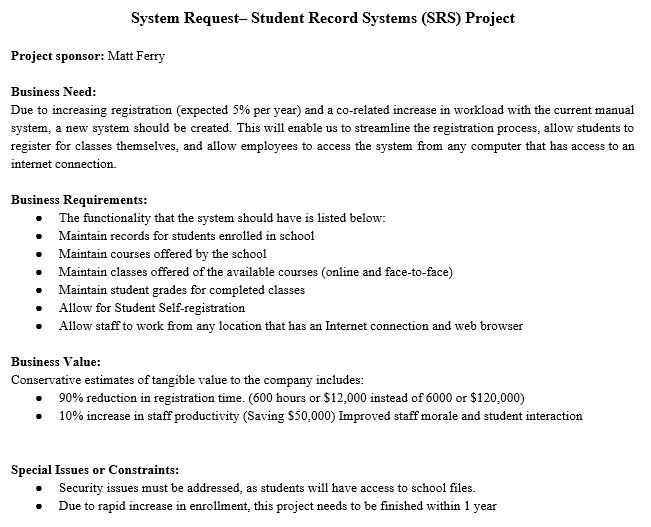 System Request– Student Record Systems (SRS) Project
Project sponsor: Matt Ferry
Business Need:
Due to increasing registration (expected 5% per year) and a co-related increase in workload with the current manual
system, a new system should be created. This will enable us to streamline the registration process, allow students to
register for classes themselves, and allow employees to access the system from any computer that has access to an
internet connection.
Business Requirements:
• The functionality that the system should have is listed below:
• Maintain records for students enrolled in school
• Maintain courses offered by the school
• Maintain classes offered of the available courses (online and face-to-face)
• Maintain student grades for completed classes
• Allow for Student Self-registration
• Allow staff to work from any location that has an Internet connection and web browser
Business Value:
Conservative estimates of tangible value to the company includes:
• 90% reduction in registration time. (600 hours or $12,000 instead of 6000 or $120,000)
• 10% increase in staff productivity (Saving $50,000) Improved staff morale and student interaction
Special Issues or Constraints:
• Security issues must be addressed, as students will have access to school files.
• Due to rapid increase in enrollment, this project needs to be finished within 1 year